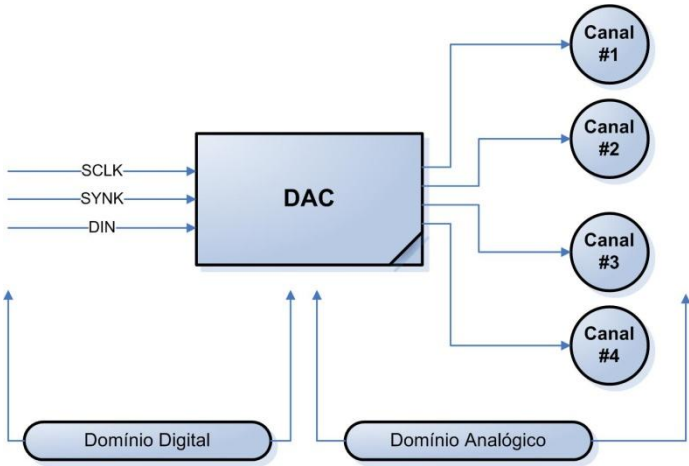 Canal
#1
Canal
#2
SCLK
SYNK
DIN
DAC
Canal
#3
Canal
#4
Domínio Digital
Domínio Analógico